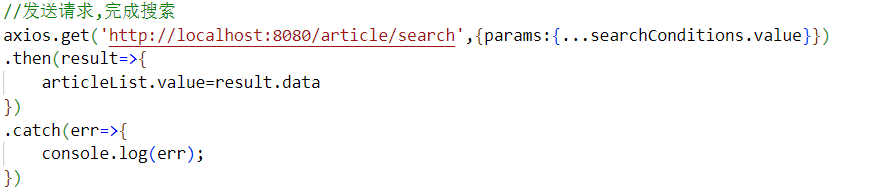 //发送请求,完成搜索
axios.get('http://localhost:8080/article/search',{params:{...searchConditions.value}})
.then(result=>{
    articleList.value=result.data
})
.catch(err=>{
    console.log(err);
})